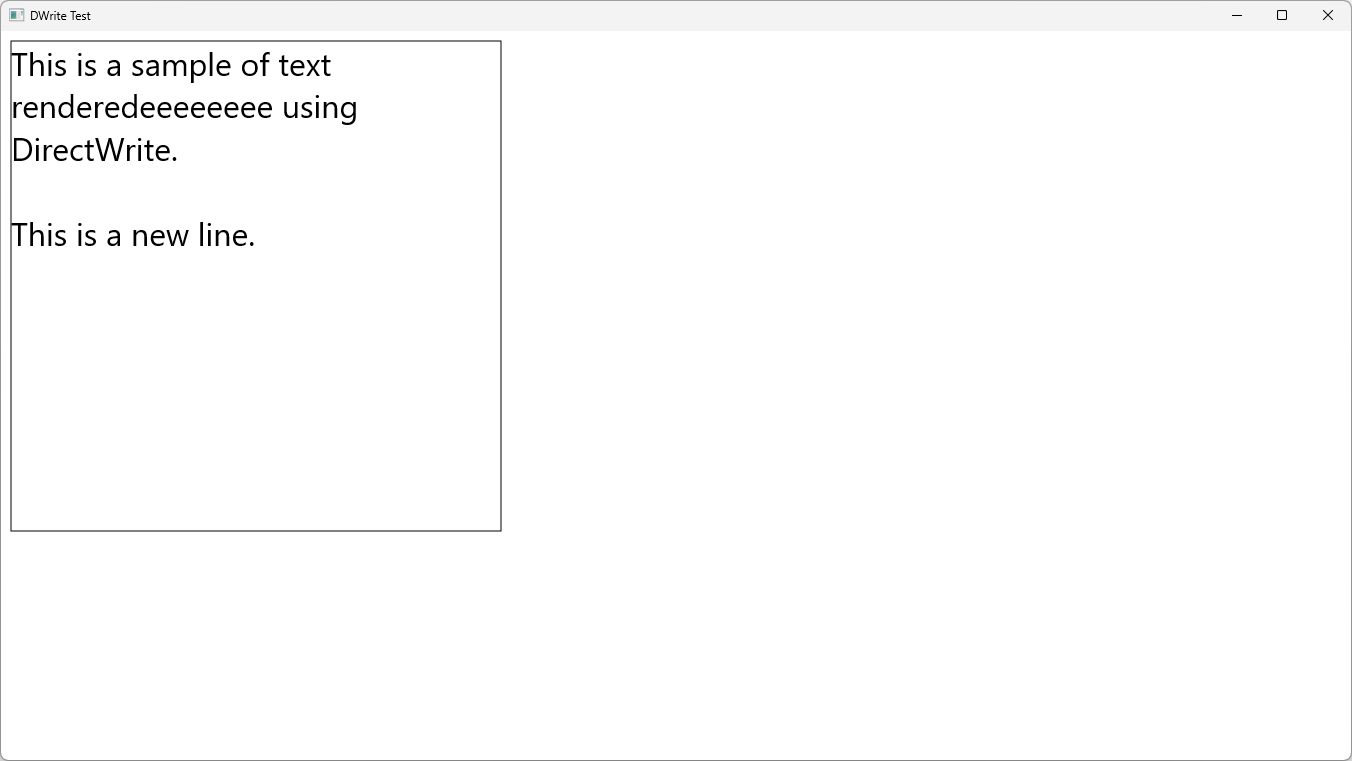 DWrite Test
This is a sample of text
renderedeeeeeeee using
DirectWrite.
This is a new line.